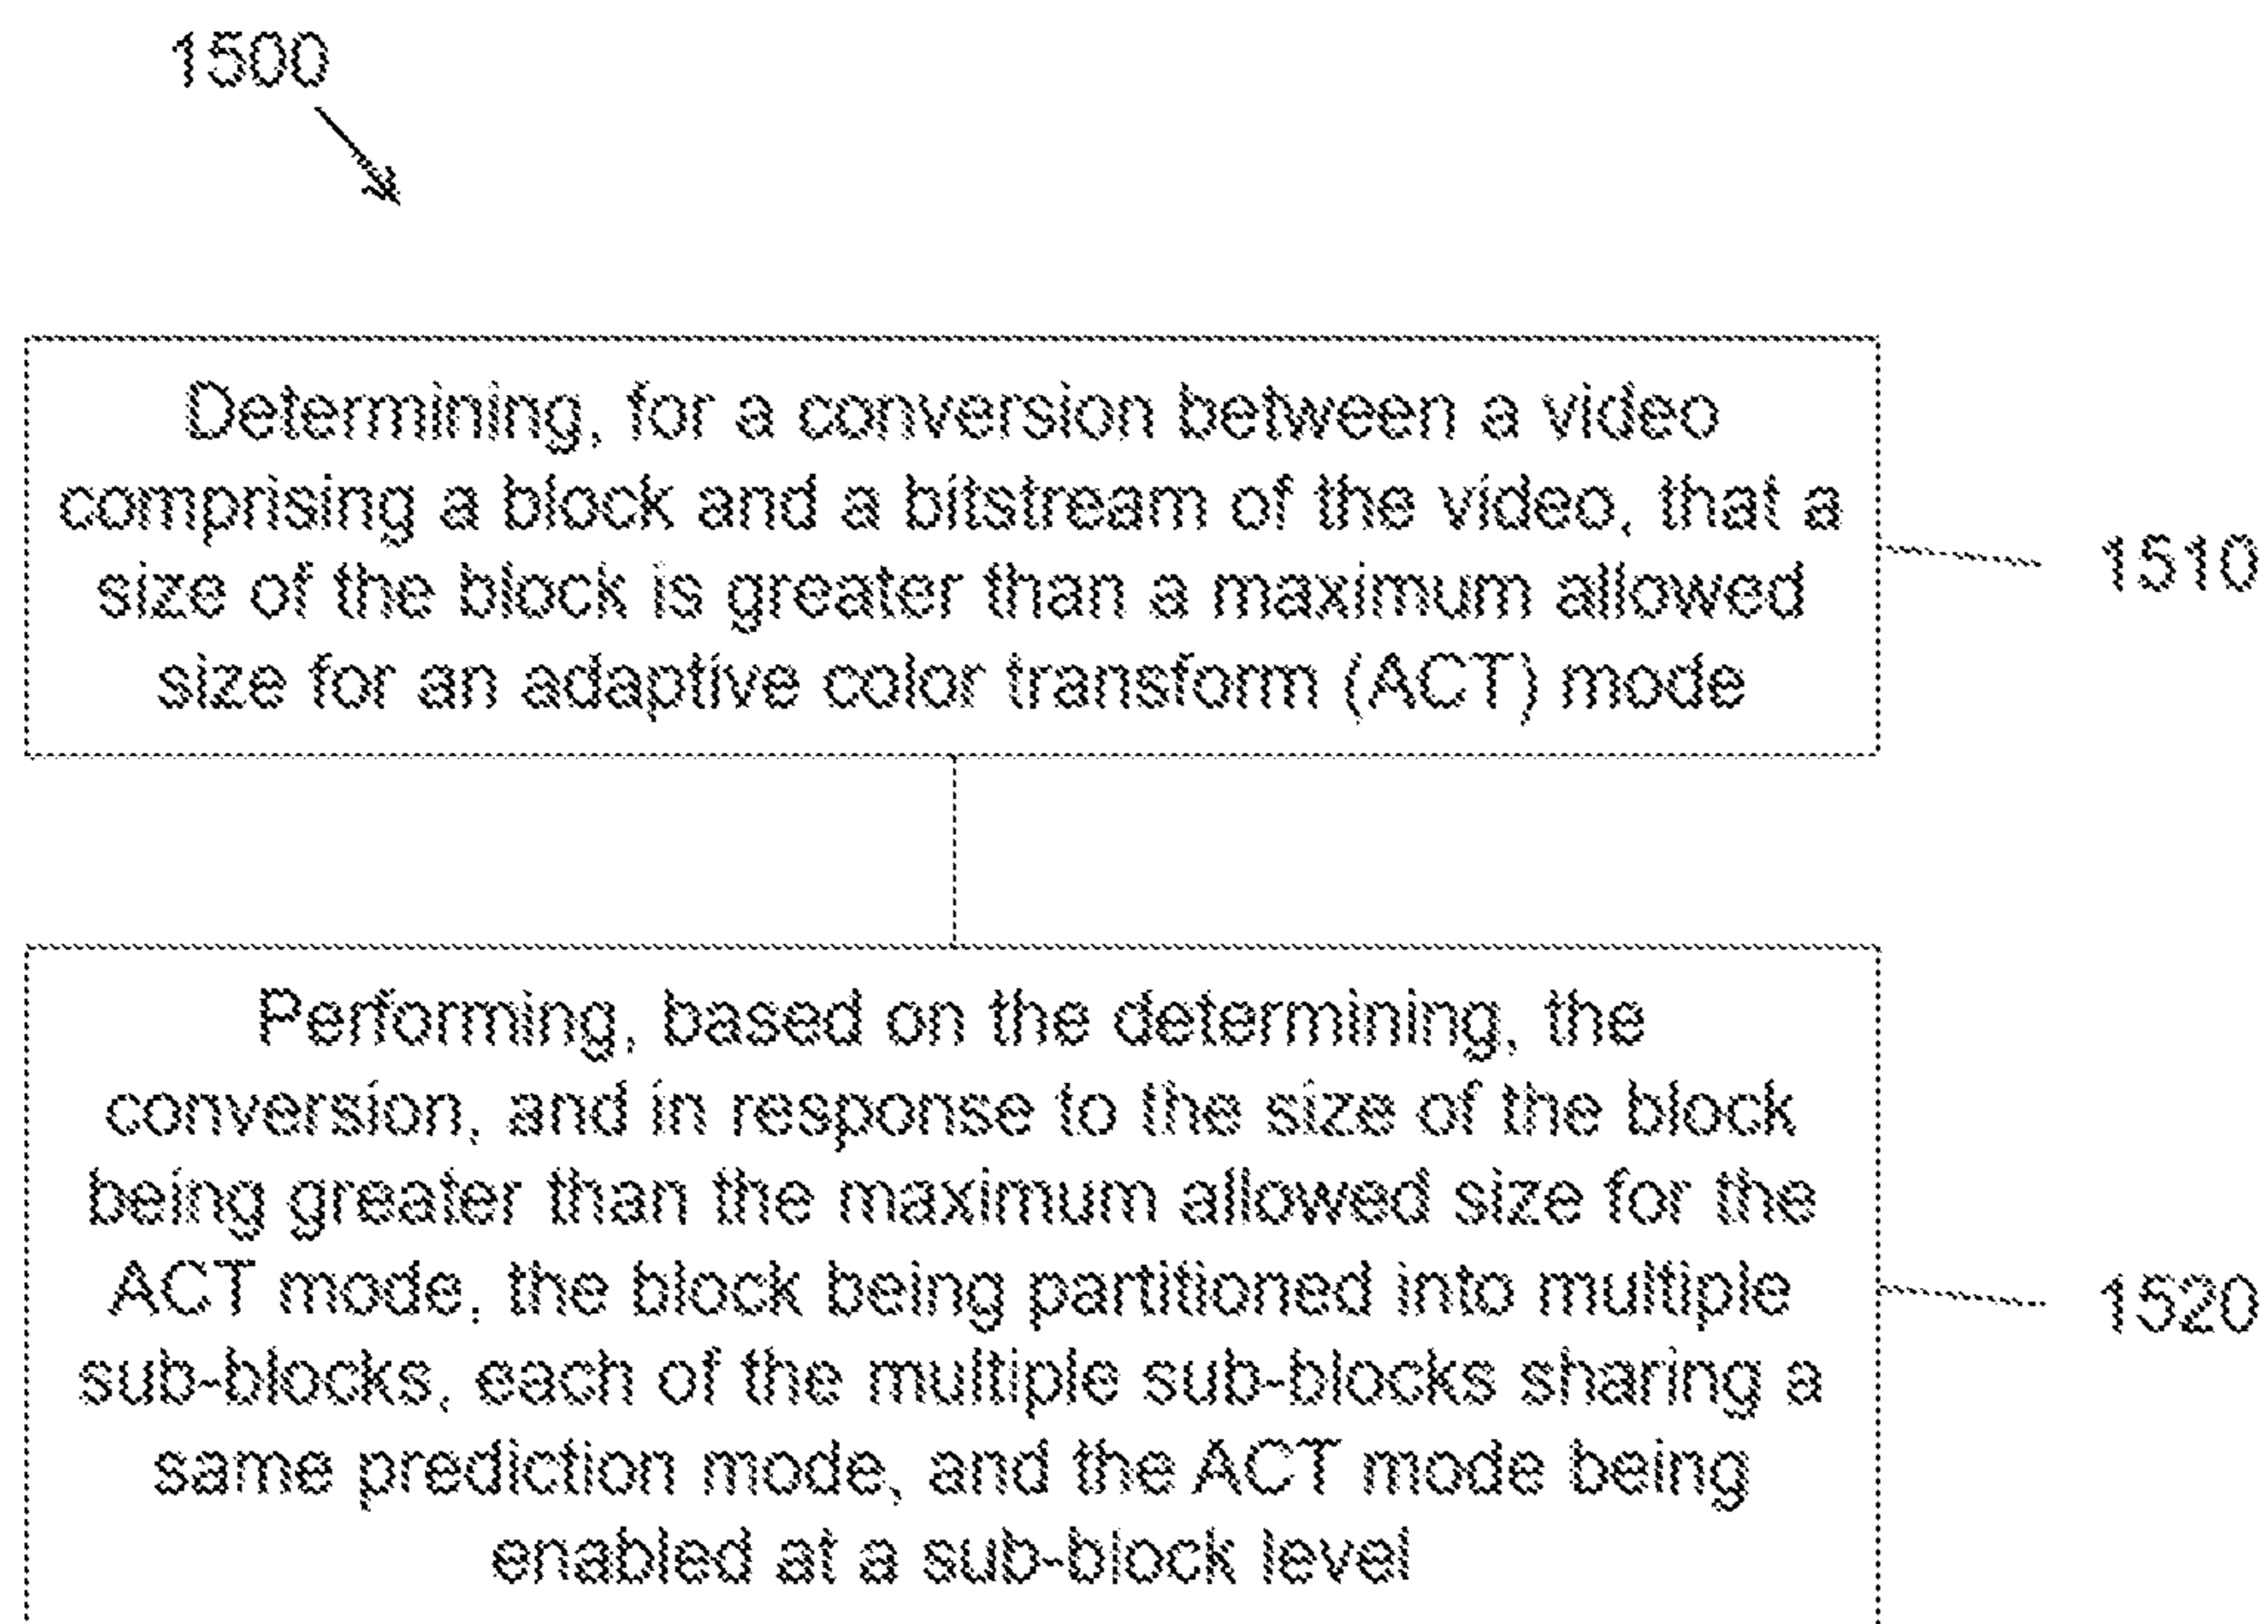 1500
Determining, for a conversion between a video
comprising a block and a bitstream of the video, that a
size of the block is greater than a maximum allowed
size for an adaptive color transform (ACT) mode
1510
Performing, based on the determining, the
conversion, and in response to the size of the block
being greater than the maximum allowed size for the
ACT mode, the block being partitioned into multiple
sub-blocks, each of the multiple sub-blocks sharing a
same prediction mode, and the ACT mode being
enabled at a sub-block level
1520